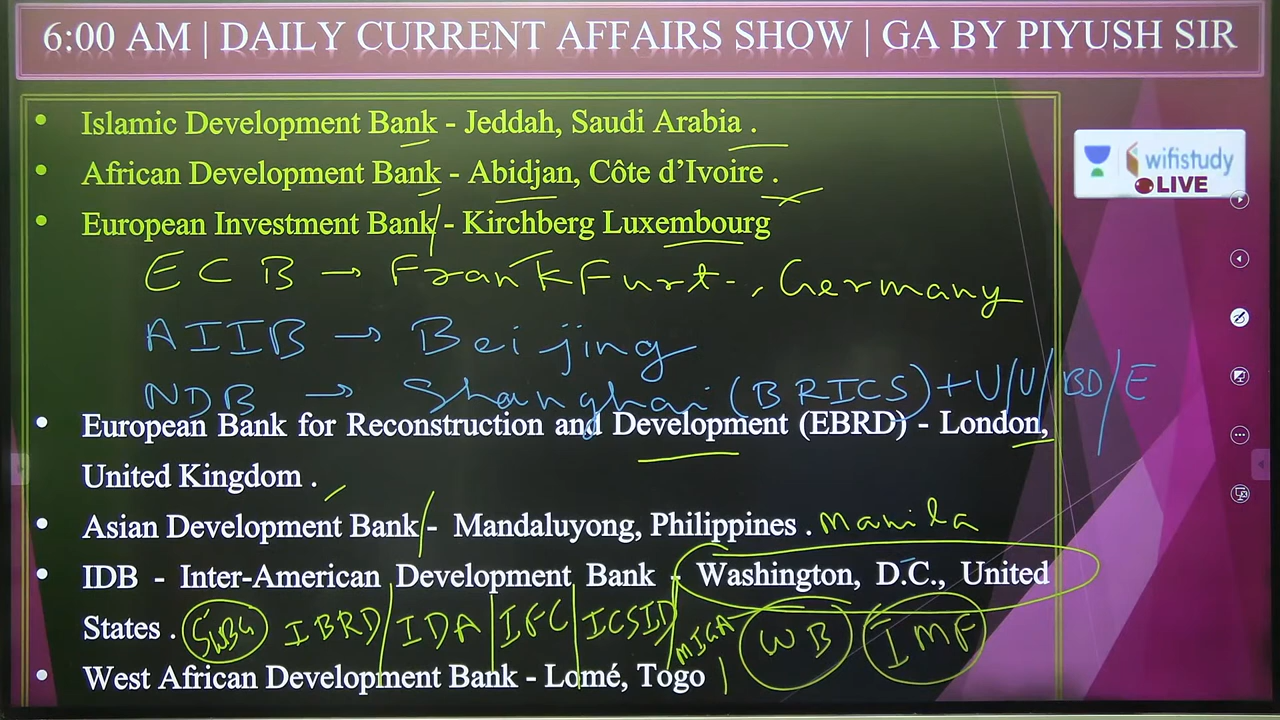 6:00 AM | DAILY CURRENT AFFAIRS SHOW | GA BY PIYUSH SIR
• Islamic Development Bank - Jeddah, Saudi Arabia .
• African Development Bank - Abidjan, Côte d’Ivoire .
wifistudy
LIVE
• European Investment Bank - Kirchberg Luxembourg
ECB → Frankfurt, Germany
AIIB → Beijing
NDB → Shanghai (BRICS) + U/U/BD/E
• European Bank for Reconstruction and Development (EBRD) - London,
United Kingdom .
• Asian Development Bank - Mandaluyong, Philippines . Manila
• IDB - Inter-American Development Bank - Washington, D.C., United
States . IBRD / IDA / IFC / ICSID / MIGA WB IMF
• West African Development Bank - Lomé, Togo